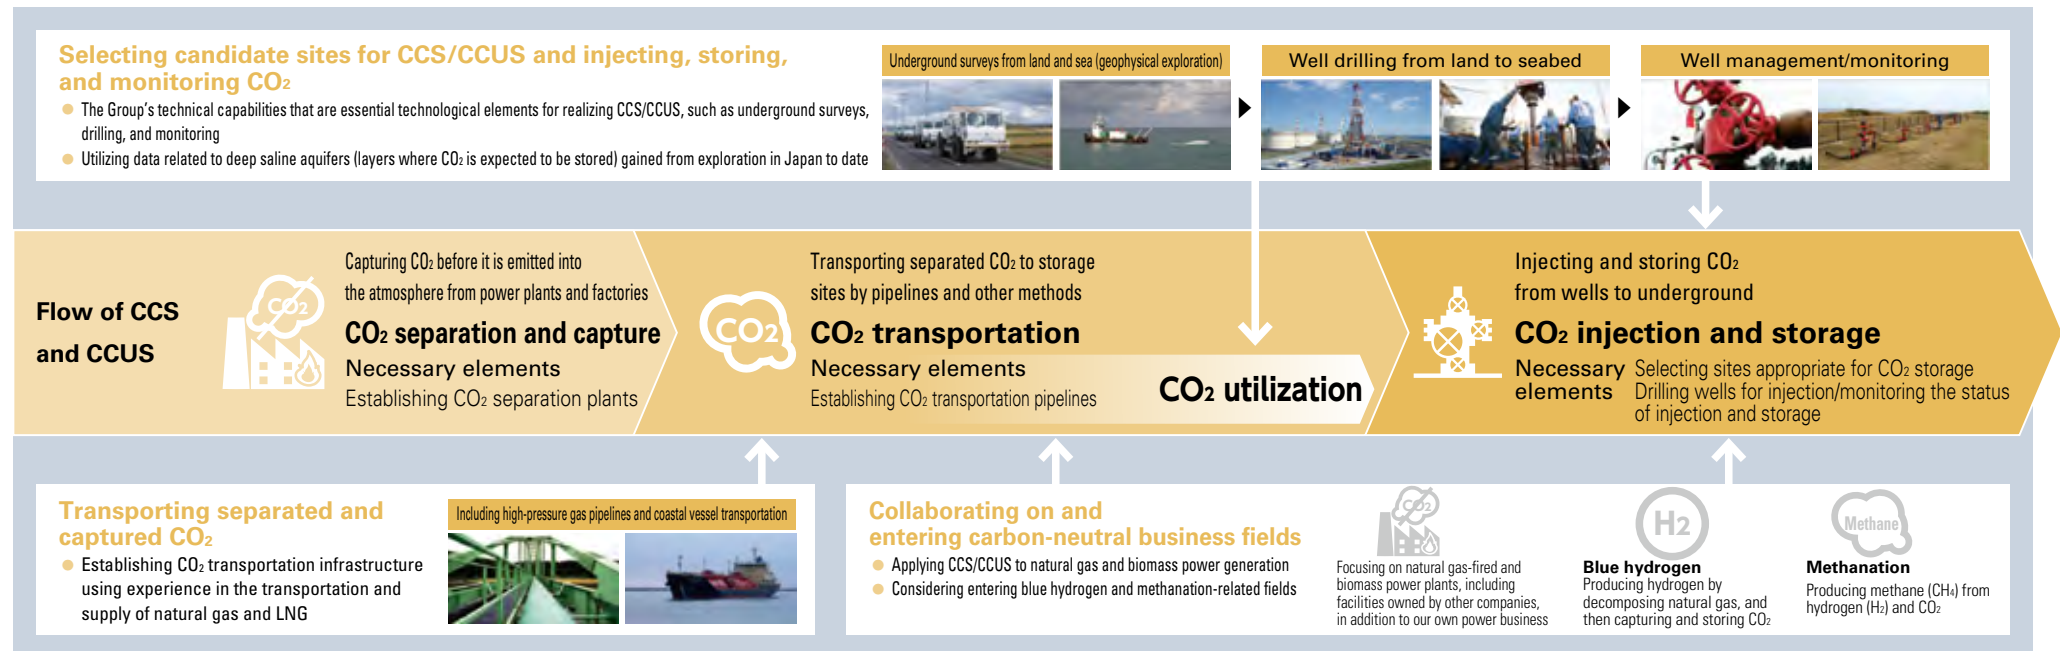 Selecting candidate sites for CCS/CCUS and injecting, storing,
and monitoring CO2
● The Group's technical capabilities that are essential technological elements for realizing CCS/CCUS, such as underground surveys,
drilling, and monitoring
● Utilizing data related to deep saline aquifers (layers where CO2 is expected to be stored) gained from exploration in Japan to date
Underground surveys from land and sea (geophysical exploration)
Well drilling from land to seabed
Well management/monitoring
Flow of CCS
and CCUS
CO2
Capturing CO2 before it is emitted into
the atmosphere from power plants and factories
CO2 separation and capture
Necessary elements
Establishing CO2 separation plants
CO2
Transporting separated CO2 to storage
sites by pipelines and other methods
CO2 transportation
Necessary elements
Establishing CO2 transportation pipelines
CO2 utilization
Injecting and storing CO2
from wells to underground
CO2 injection and storage
Necessary
elements
Selecting sites appropriate for CO2 storage
Drilling wells for injection/monitoring the status
of injection and storage
Transporting separated and
captured CO2
● Establishing CO2 transportation infrastructure
using experience in the transportation and
supply of natural gas and LNG
Including high-pressure gas pipelines and coastal vessel transportation
Collaborating on and
entering carbon-neutral business fields
● Applying CCS/CCUS to natural gas and biomass power generation
● Considering entering blue hydrogen and methanation-related fields
CO2
Focusing on natural gas-fired and
biomass power plants, including
facilities owned by other companies,
in addition to our own power business
H2
Blue hydrogen
Producing hydrogen by
decomposing natural gas, and
then capturing and storing CO2
Methane
Methanation
Producing methane (CH4) from
hydrogen (H2) and CO2